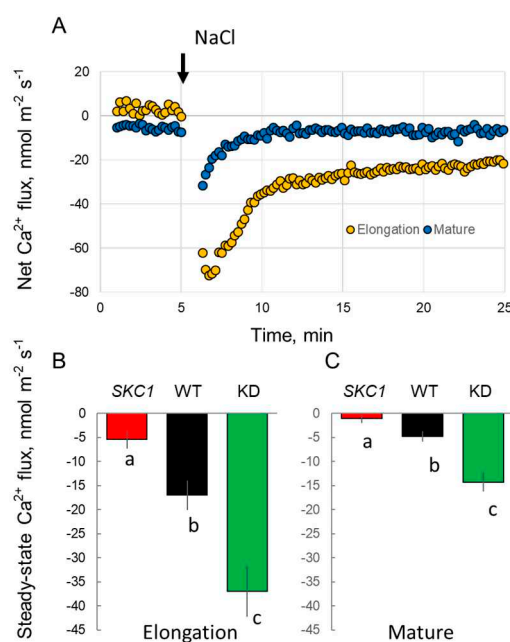 A
NaCl
Net Ca²⁺ flux, nmol m⁻² s⁻¹
20
0
-20
-40
-60
-80
0 5 10 15 20 25
Elongation Mature
Time, min
B
C
Steady-state Ca²⁺ flux, nmol m⁻² s⁻¹
SKC1 WT KD
0
-5
-10
-15
-20
-25
-30
-35
-40
-45
a
b
c
Elongation
SKC1 WT KD
0
-5
-10
-15
-20
-25
-30
-35
-40
-45
a
b
c
Mature